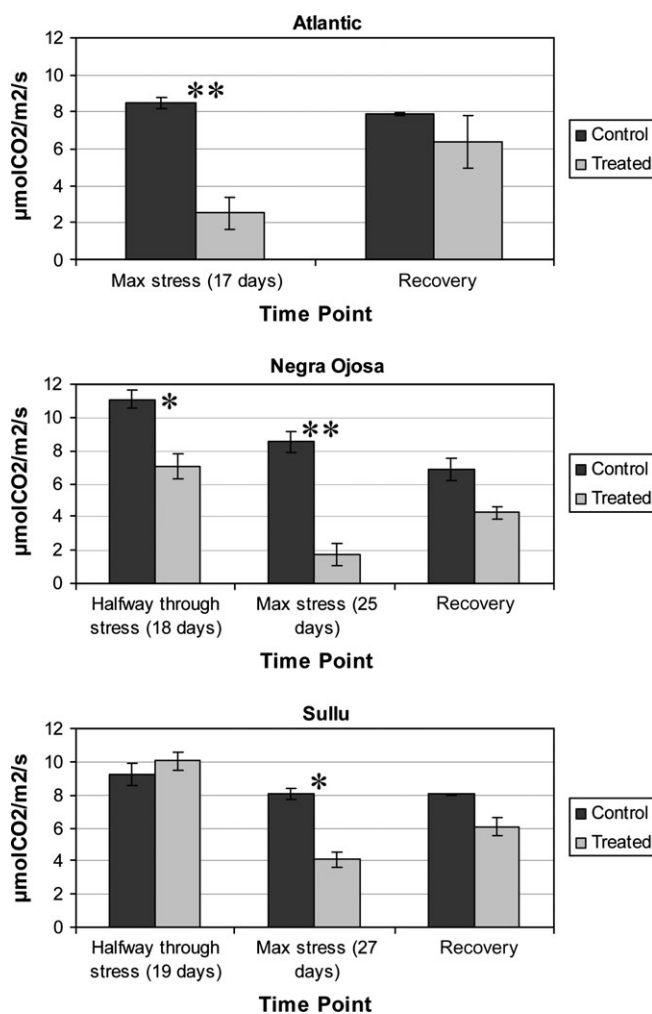 Atlantic
12
10
8
6
4
2
0
µmolCO2/m2/s
**
Control
Treated
Max stress (17 days)
Recovery
Time Point
Negra Ojosa
12
10
8
6
4
2
0
µmolCO2/m2/s
*
**
Control
Treated
Halfway through
stress (18 days)
Max stress (25
days)
Recovery
Time Point
Sullu
12
10
8
6
4
2
0
µmolCO2/m2/s
*
Control
Treated
Halfway through
stress (19 days)
Max stress (27
days)
Recovery
Time Point